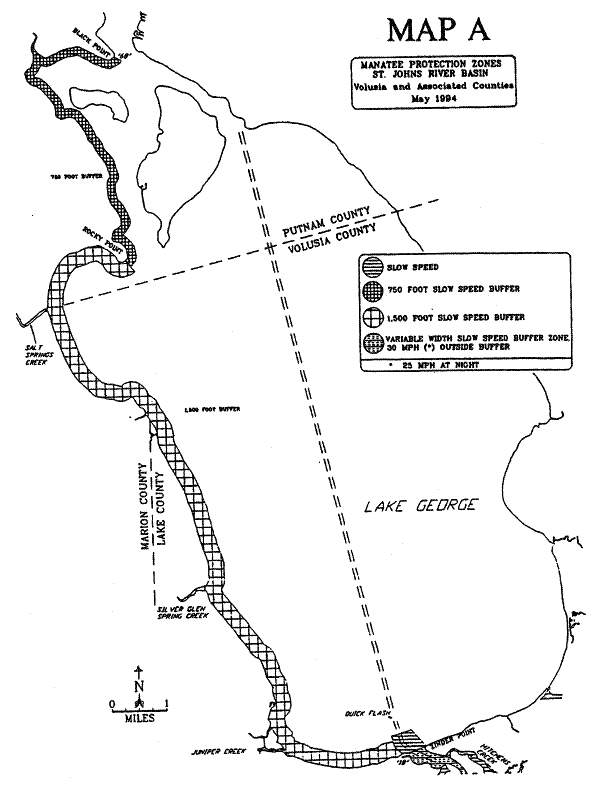 MAP A
MANATEE PROTECTION ZONES
ST. JOHNS RIVER BASIN
Volusia and Associated Counties
May 1994
BLACK POINT
"68"
750 FOOT BUFFER
ROCKY POINT
PUTNAM COUNTY
VOLUSIA COUNTY
SLOW SPEED
750 FOOT SLOW SPEED BUFFER
1,500 FOOT SLOW SPEED BUFFER
VARIABLE WIDTH SLOW SPEED BUFFER ZONE,
30 MPH (*) OUTSIDE BUFFER
* 25 MPH AT NIGHT
SALT
SPRINGS
CREEK
1,500 FOOT BUFFER
MARION COUNTY
LAKE COUNTY
LAKE GEORGE
SILVER GLEN
SPRING CREEK
N
0 1
MILES
QUICK FLASH
JUNIPER CREEK
ZINDER POINT
"18"
HITCHENS
CREEK